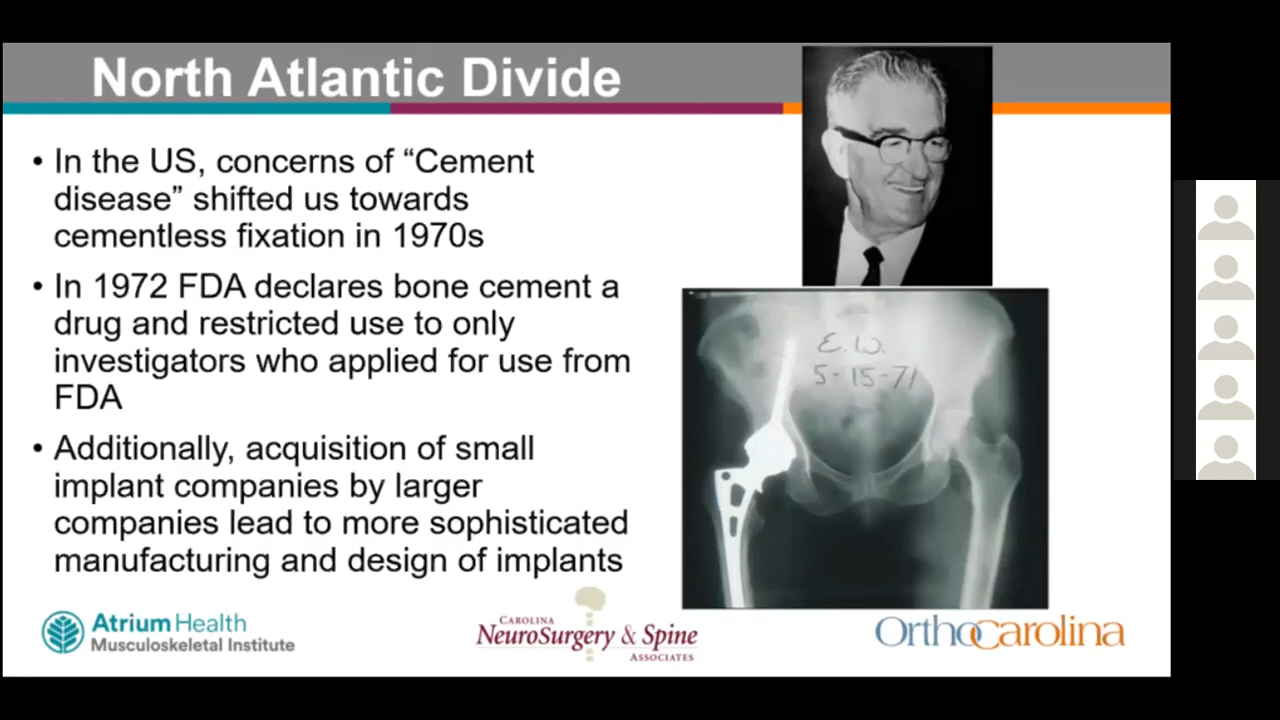 North Atlantic Divide
• In the US, concerns of “Cement
disease” shifted us towards
cementless fixation in 1970s
• In 1972 FDA declares bone cement a
drug and restricted use to only
investigators who applied for use from
FDA
• Additionally, acquisition of small
implant companies by larger
companies lead to more sophisticated
manufacturing and design of implants
E.W.
5-15-71
Atrium Health
Musculoskeletal Institute
CAROLINA
NEUROSURGERY & SPINE
ASSOCIATES
OrthoCarolina